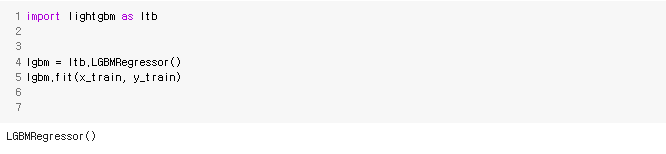 1 import lightgbm as ltb
2
3
4 lgbm = ltb.LGBMRegressor()
5 lgbm.fit(x_train, y_train)
6
7
LGBMRegressor()